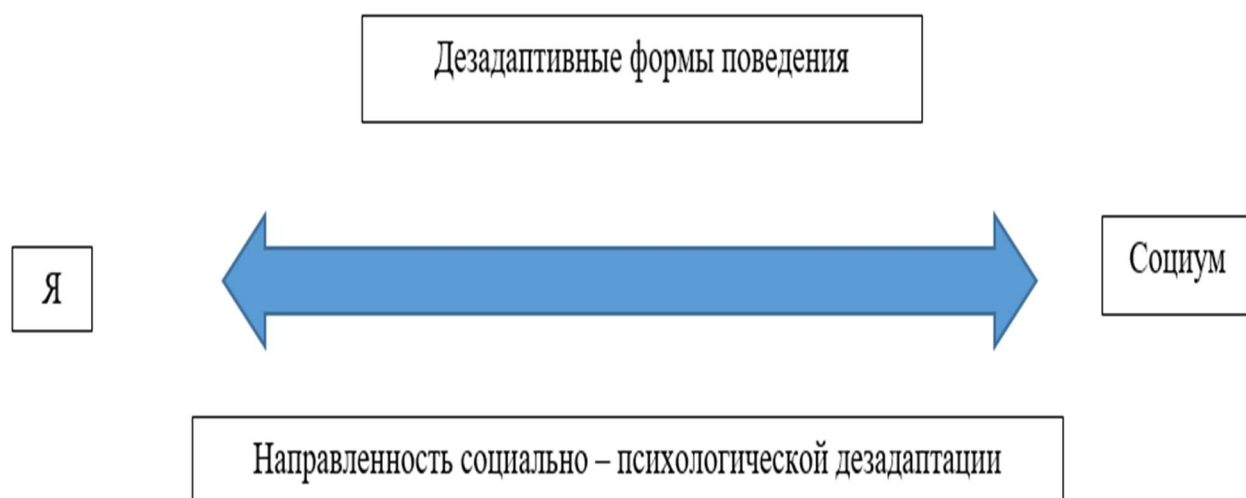 Дезадаптивные формы поведения
Я
Социум
Направленность социально – психологической дезадаптации